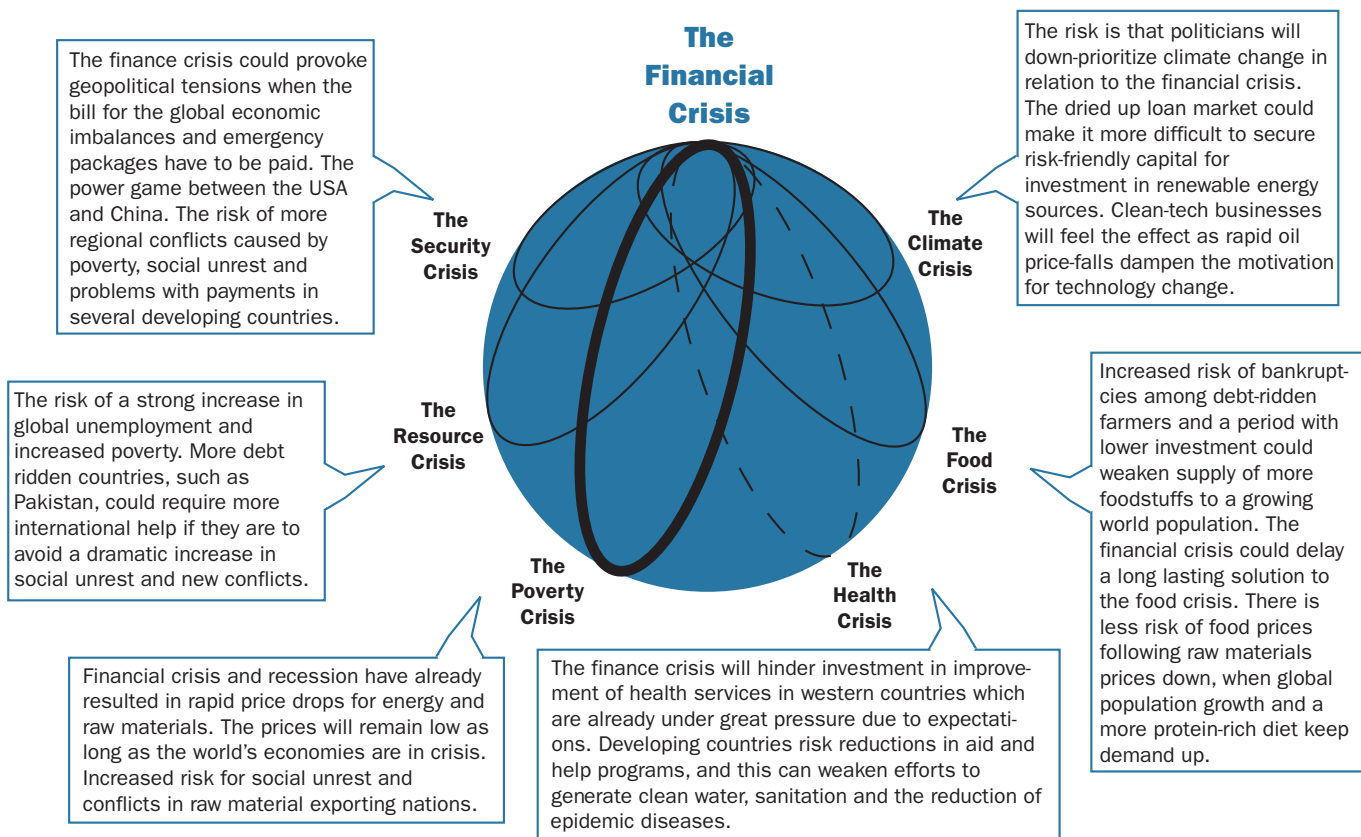 The
Financial
Crisis
The finance crisis could provoke
geopolitical tensions when the
bill for the global economic
imbalances and emergency
packages have to be paid. The
power game between the USA
and China. The risk of more
regional conflicts caused by
poverty, social unrest and
problems with payments in
several developing countries.
The
Security
Crisis
The risk is that politicians will
down-prioritize climate change in
relation to the financial crisis.
The dried up loan market could
make it more difficult to secure
risk-friendly capital for
investment in renewable energy
sources. Clean-tech businesses
will feel the effect as rapid oil
price-falls dampen the motivation
for technology change.
The
Climate
Crisis
The risk of a strong increase in
global unemployment and
increased poverty. More debt
ridden countries, such as
Pakistan, could require more
international help if they are to
avoid a dramatic increase in
social unrest and new conflicts.
The
Resource
Crisis
Increased risk of bankrupt-
cies among debt-ridden
farmers and a period with
lower investment could
weaken supply of more
foodstuffs to a growing
world population. The
financial crisis could delay
a long lasting solution to
the food crisis. There is
less risk of food prices
following raw materials
prices down, when global
population growth and a
more protein-rich diet keep
demand up.
The
Food
Crisis
The
Poverty
Crisis
Financial crisis and recession have already
resulted in rapid price drops for energy and
raw materials. The prices will remain low as
long as the world's economies are in crisis.
Increased risk for social unrest and
conflicts in raw material exporting nations.
The
Health
Crisis
The finance crisis will hinder investment in improve-
ment of health services in western countries which
are already under great pressure due to expectati-
ons. Developing countries risk reductions in aid and
help programs, and this can weaken efforts to
generate clean water, sanitation and the reduction of
epidemic diseases.